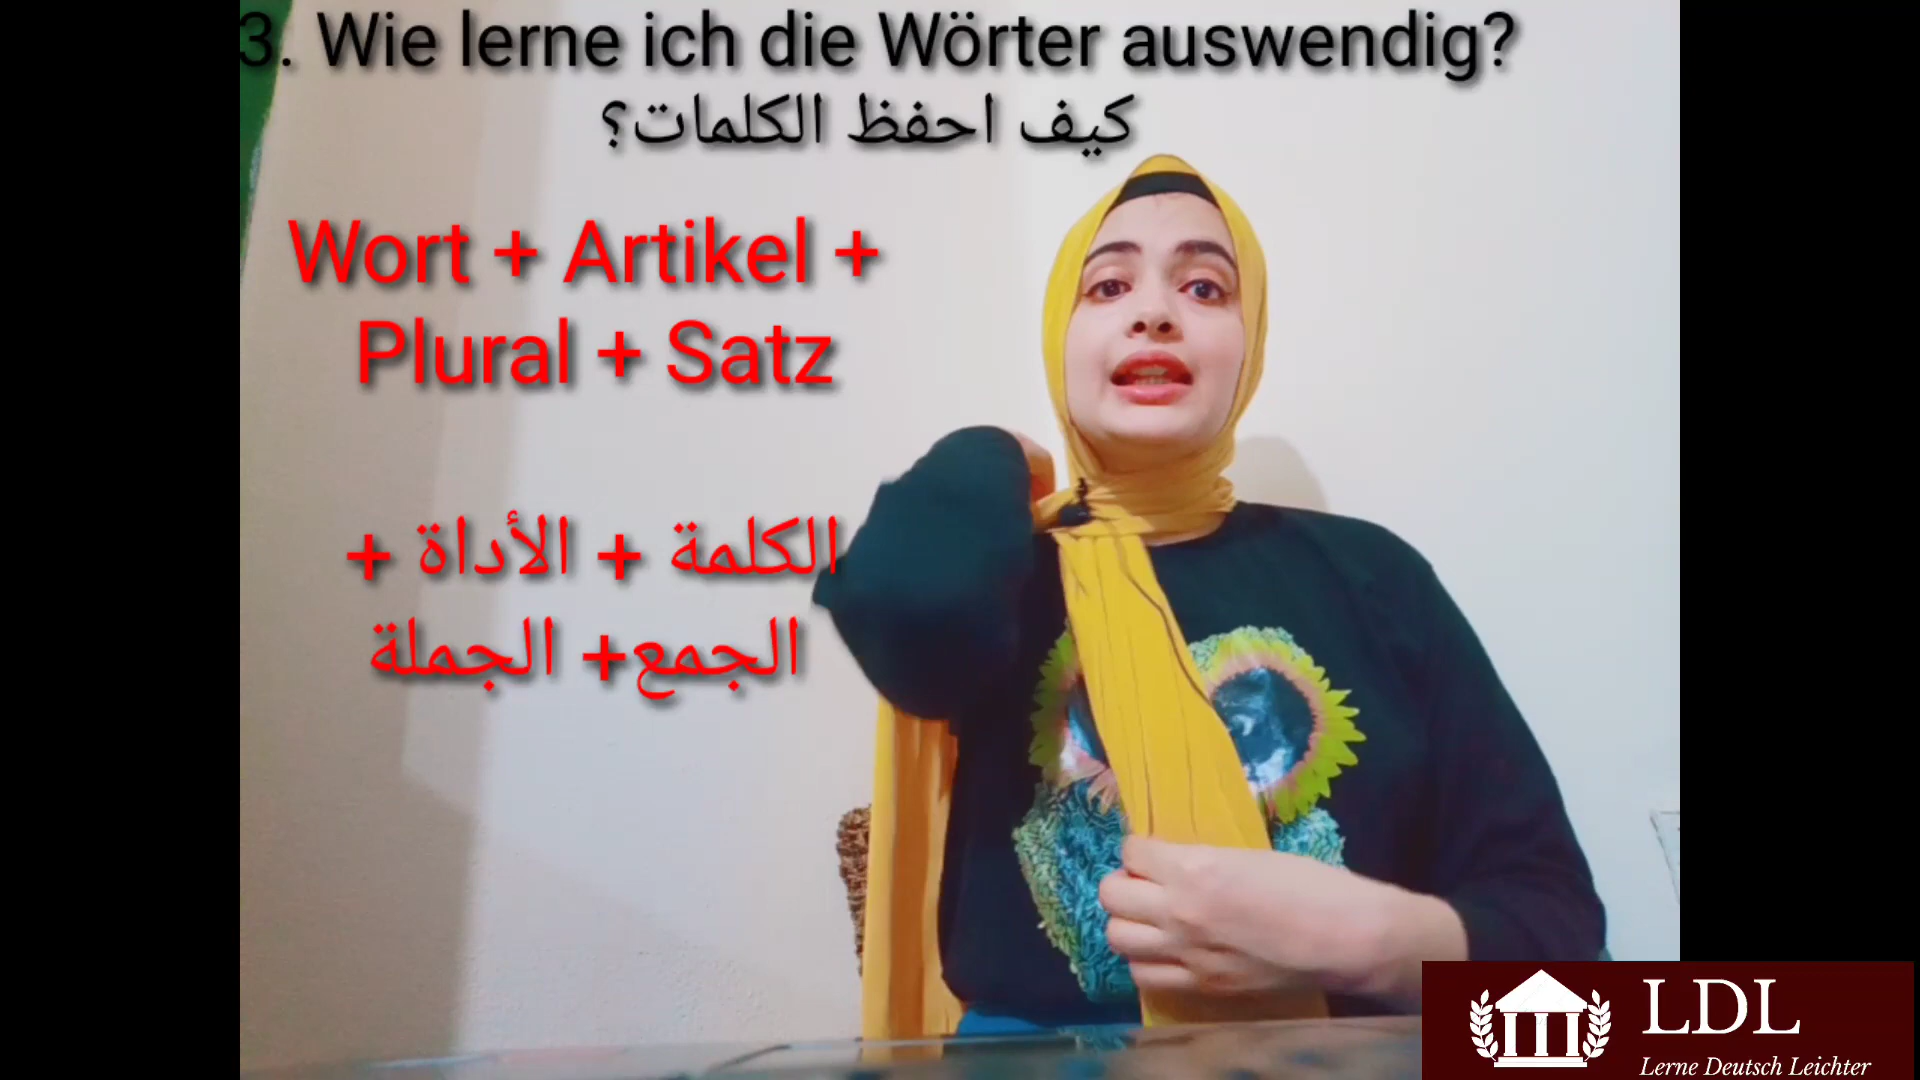 3. Wie lerne ich die Wörter auswendig?
كيف احفظ الكلمات؟
Wort + Artikel +
Plural + Satz
الكلمة + الأداة +
الجمع+ الجملة
LDL
Lerne Deutsch Leichter